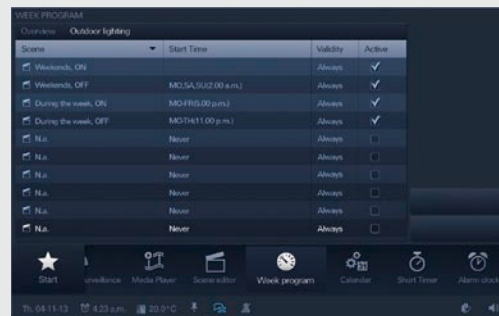 WEEK PROGRAM
Overview Outdoor lighting
Scene Start Time Validity Active
Weekends, ON Always
Weekends, OFF MO,SA,SU(2.00 a.m.) Always
During the week, ON MO-FR(5.00 p.m.) Always
During the week, OFF MO-TH(11.00 p.m.) Always
N.a. Never Always
N.a. Never Always
N.a. Never Always
N.a. Never Always
N.a. Never Always
N.a. Never Always
Start urveillance Media Player Scene editor Week program Calendar Short Timer Alarm clock
Th. 04-11-13 4.23 a.m. 20.0°C